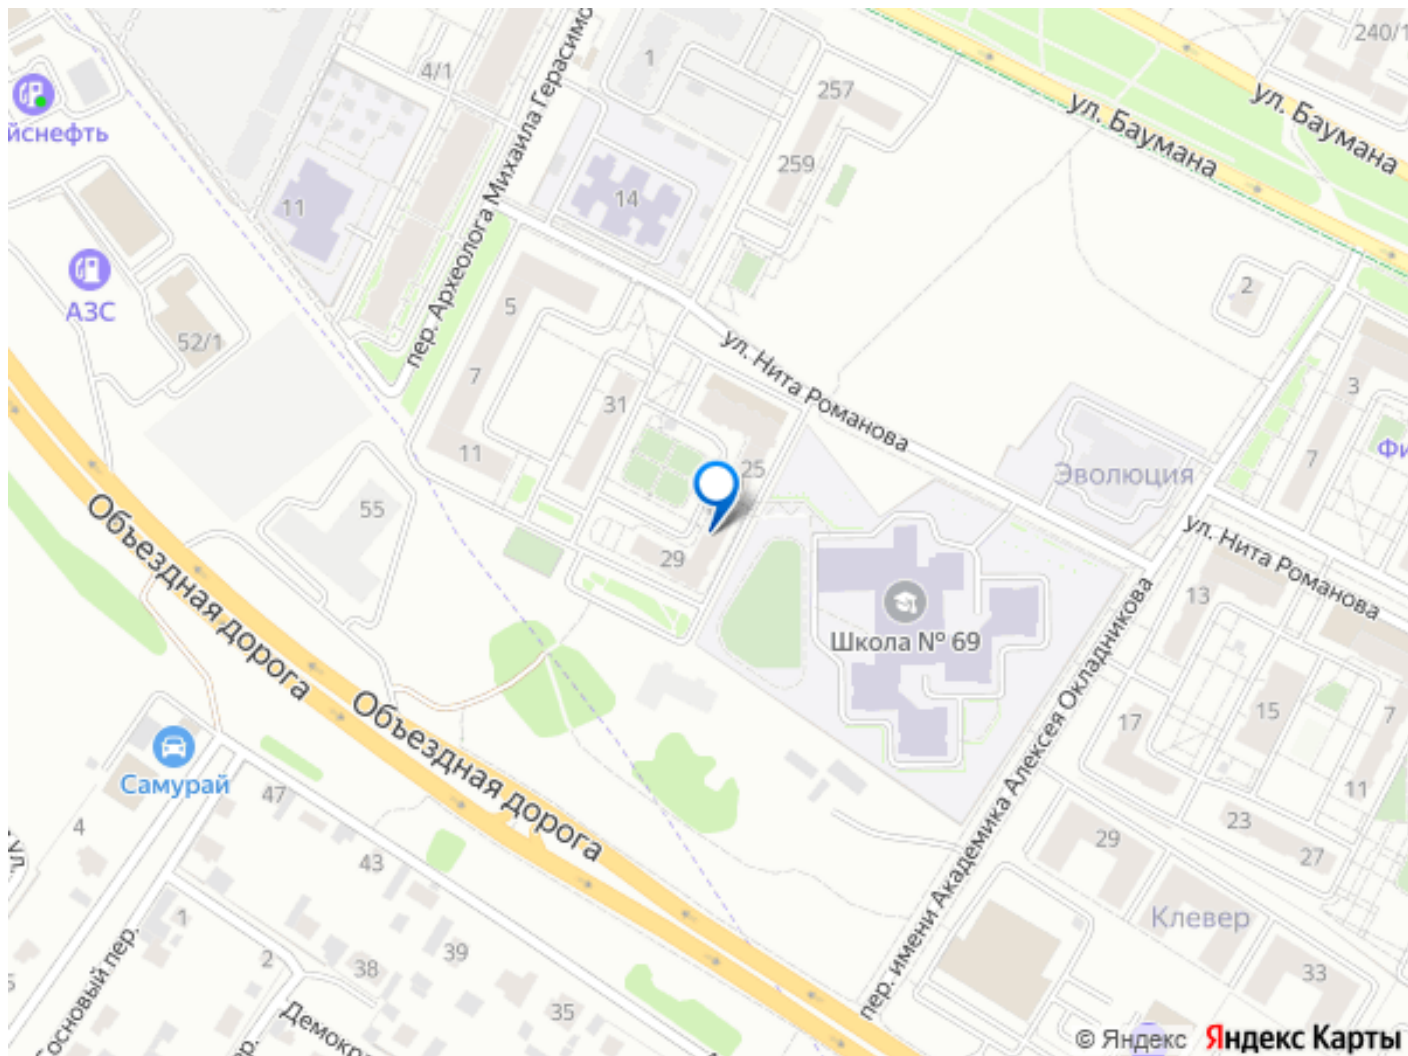 240/1
4/1
1
257
ул. Баумана
ул. Баумана
йснефть
259
пер. Археолога Михаила Герасимо
11
14
АЗС
5
2
52/1
ул. Нита Романова
7
31
3
11
25
Эволюция
7
Фи
55
29
ул. Нита Романова
Объездная дорога
13
Школа № 69
Объездная дорога
17
15
7
Самурай
47
11
4
23
ул.
43
29
27
пер. имени Академика Алексея Окладникова
1
Клевер
2
39
38
33
Сосновый пер.
35
Демокра
ер.
© Яндекс Яндекс Карты